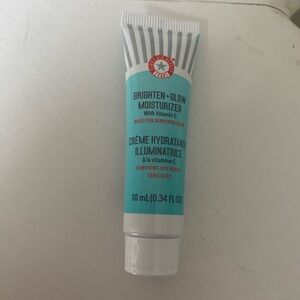 BRIGHTEN + GLOW
MOISTURIZER
With Vitamin C
SAFE FOR SENSITIVE SKIN
CRÈME HYDRATANTE
ILLUMINATRICE
à la vitamine C
CONVIENT AUX PEAUX
SENSIBLES
10 mL (0.34 FL OZ)